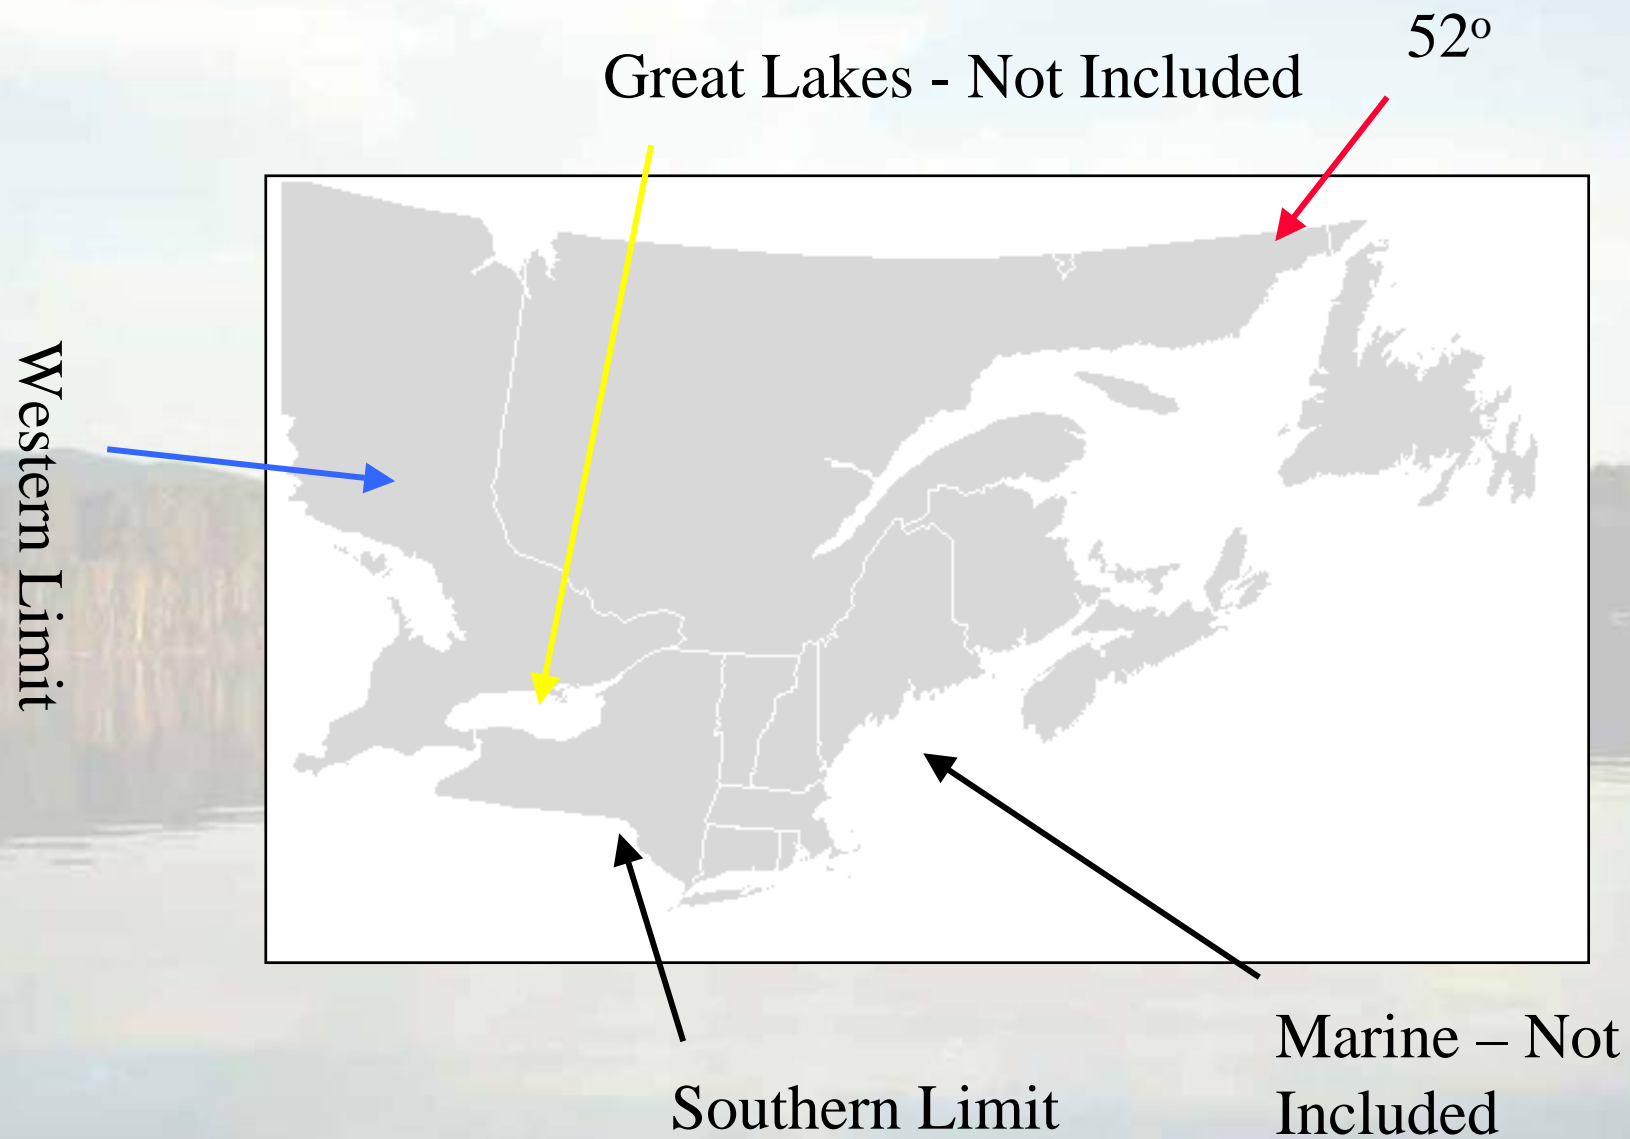 52º
Great Lakes - Not Included
Western Limit
Marine – Not
Included
Southern Limit